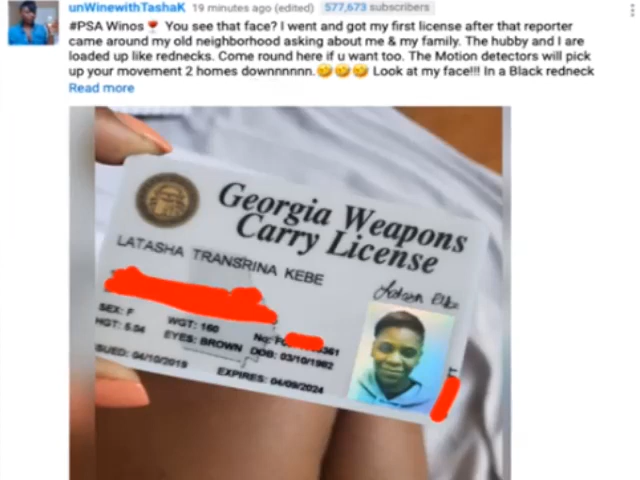 unWinewithTashaK 19 minutes ago (edited) 577,673 subscribers
#PSA Winos🍷 You see that face? I went and got my first license after that reporter
came around my old neighborhood asking about me & my family. The hubby and I are
loaded up like rednecks. Come round here if u want too. The Motion detectors will pick
up your movement 2 homes downnnnnn.🤣🤣🤣 Look at my face!!! In a Black redneck
Read more
Georgia Weapons
Carry License
LATASHA TRANSRINA KEBE
SEX: F WGT: 160
HGT: 5.04 EYES: BROWN DOB: 03/10/1982
SUED: 04/10/2019 EXPIRES: 04/09/2024